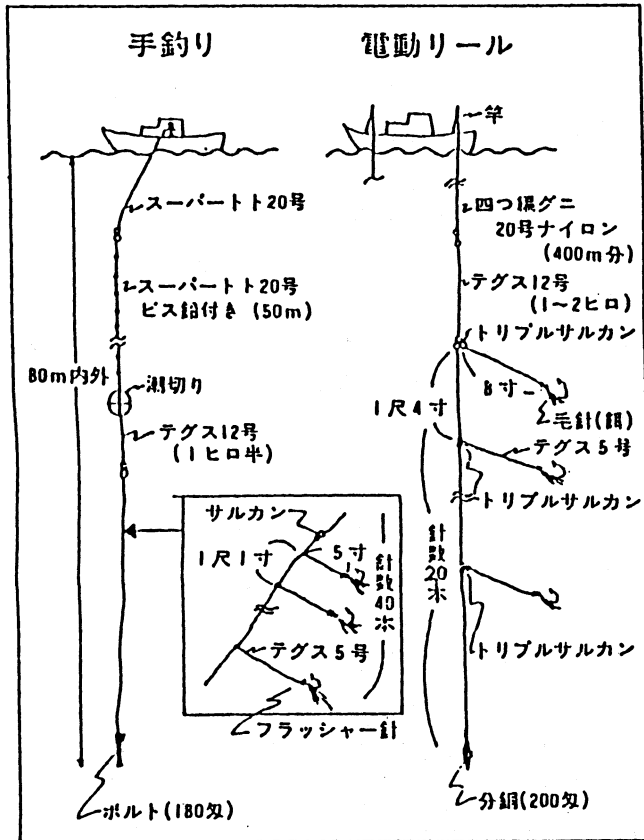 手釣り
スーパートト20号
スーパートト20号
ビス鉛付き (50m)
80m内外
潮切り
テグス12号
(1ヒロ半)
サルカン
5寸
1尺1寸
針数40本
テグス5号
フラッシャー針
ボルト(180匁)
電動リール
竿
四つ編グニ
20号ナイロン
(400m分)
テグス12号
(1〜2ヒロ)
トリプルサルカン
8寸
1尺4寸
毛針(餌)
テグス5号
トリプルサルカン
針数20本
トリプルサルカン
分銅(200匁)